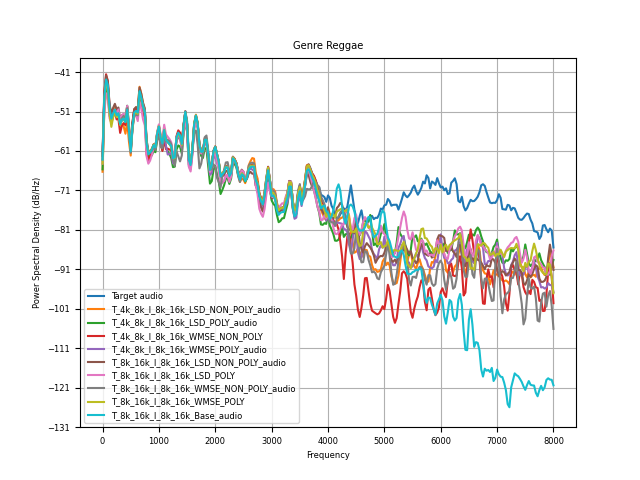 Genre Reggae
Power Spectral Density (dB/Hz)
−41
−51
−61
−71
−81
−91
−101
−111
−121
−131
Target audio
T_4k_8k_I_8k_16k_LSD_NON_POLY_audio
T_4k_8k_I_8k_16k_LSD_POLY_audio
T_4k_8k_I_8k_16k_WMSE_NON_POLY
T_4k_8k_I_8k_16k_WMSE_POLY_audio
T_8k_16k_I_8k_16k_LSD_NON_POLY_audio
T_8k_16k_I_8k_16k_LSD_POLY
T_8k_16k_I_8k_16k_WMSE_NON_POLY_audio
T_8k_16k_I_8k_16k_WMSE_POLY
T_8k_16k_I_8k_16k_Base_audio
0 1000 2000 3000 4000 5000 6000 7000 8000
Frequency